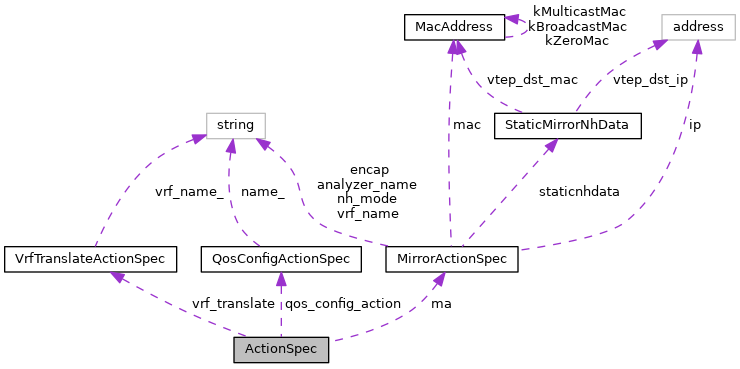 kMulticastMac
kBroadcastMac
kZeroMac
MacAddress
address
vtep_dst_mac
vtep_dst_ip
string
mac
StaticMirrorNhData
ip
encap
analyzer_name
nh_mode
vrf_name
vrf_name_
name_
staticnhdata
VrfTranslateActionSpec
QosConfigActionSpec
MirrorActionSpec
vrf_translate
qos_config_action
ma
ActionSpec